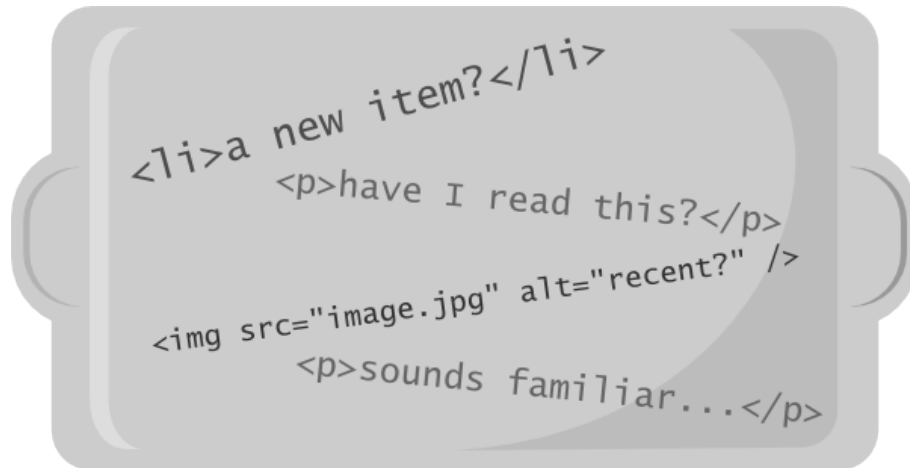 <li>a new item?</li>
<p>have I read this?</p>
<img src="image.jpg" alt="recent?" />
<p>sounds familiar...</p>